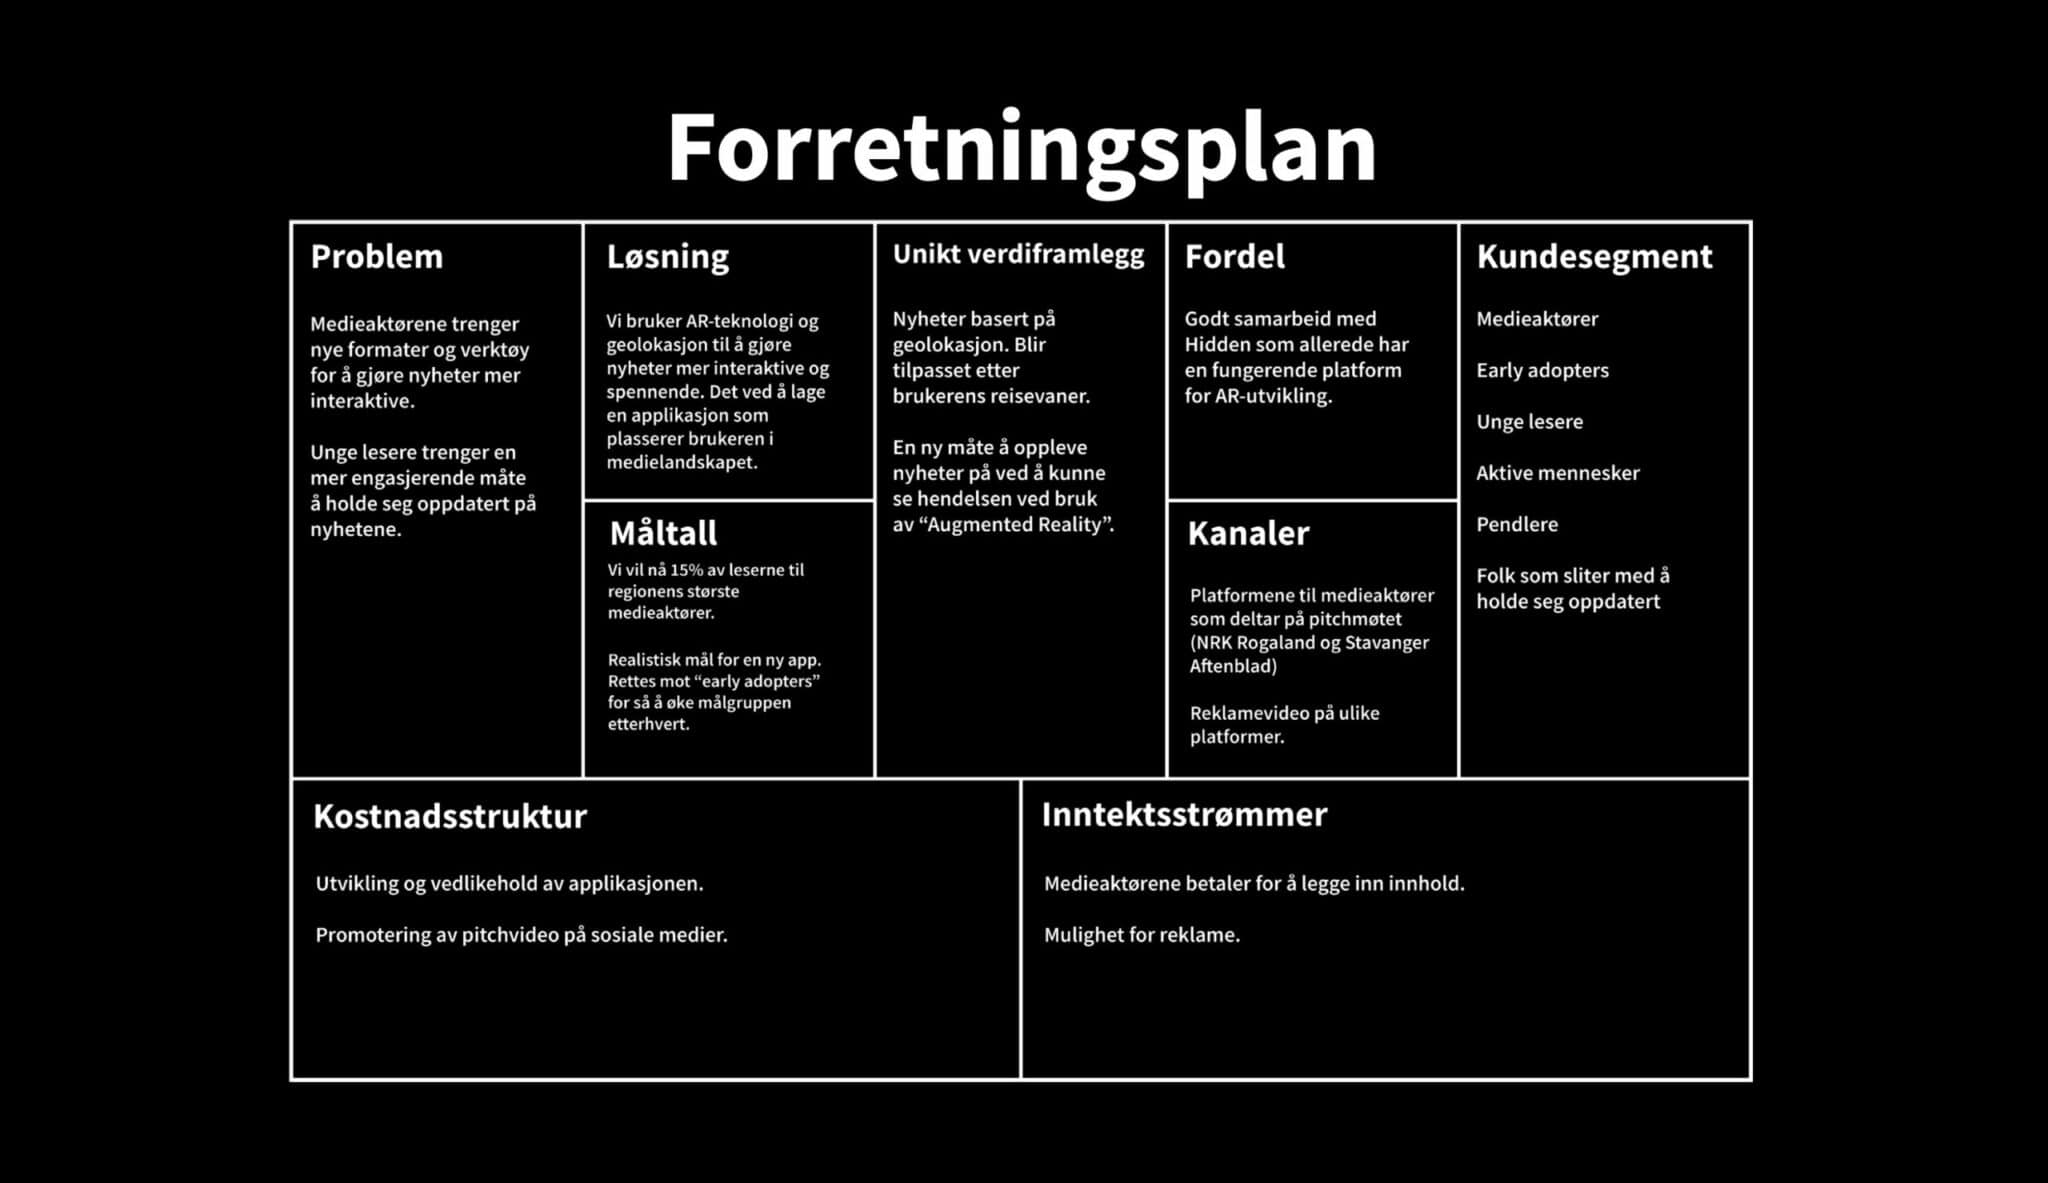 Forretningsplan
Problem
Medieaktørene trenger
nye formater og verktøy
for å gjøre nyheter mer
interaktive.
Unge lesere trenger en
mer engasjerende måte
å holde seg oppdatert på
nyhetene.
Løsning
Vi bruker AR-teknologi og
geolokasjon til å gjøre
nyheter mer interaktive og
spennende. Det ved å lage
en applikasjon som
plasserer brukeren i
medielandskapet.
Måltall
Vi vil nå 15% av leserne til
regionens største
medieaktører.
Realistisk mål for en ny app.
Rettes mot “early adopters”
for så å øke målgruppen
etterhvert.
Unikt verdiframlegg
Nyheter basert på
geolokasjon. Blir
tilpasset etter
brukerens reisevaner.
En ny måte å oppleve
nyheter på ved å kunne
se hendelsen ved bruk
av “Augmented Reality”.
Fordel
Godt samarbeid med
Hidden som allerede har
en fungerende platform
for AR-utvikling.
Kanaler
Platformene til medieaktører
som deltar på pitchmøtet
(NRK Rogaland og Stavanger
Aftenblad)
Reklamevideo på ulike
platformer.
Kundesegment
Medieaktører
Early adopters
Unge lesere
Aktive mennesker
Pendlere
Folk som sliter med å
holde seg oppdatert
Kostnadsstruktur
Utvikling og vedlikehold av applikasjonen.
Promotering av pitchvideo på sosiale medier.
Inntektsstrømmer
Medieaktørene betaler for å legge inn innhold.
Mulighet for reklame.